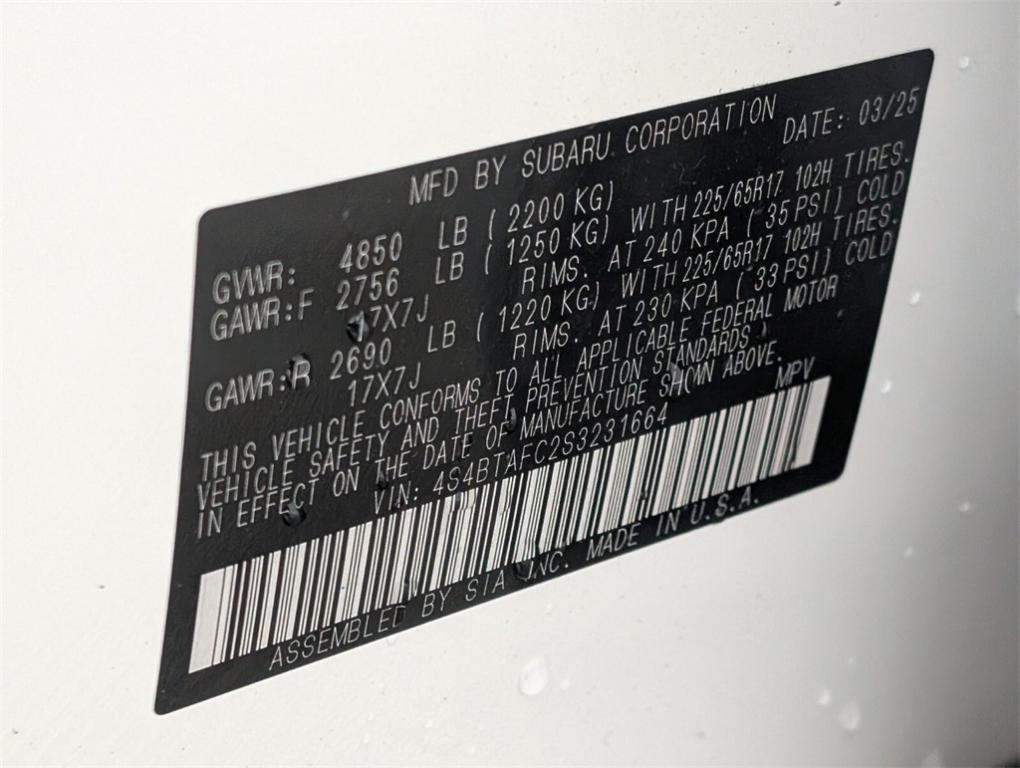 MFD BY SUBARU CORPORATION DATE: 03/25
GVWR: 4850 LB ( 2200 KG)
GAWR:F 2756 LB ( 1250 KG) WITH 225/65R17 102H TIRES.
17X7J RIMS. AT 240 KPA ( 35 PSI) COLD
GAWR:R 2690 LB ( 1220 KG) WITH 225/65R17 102H TIRES.
17X7J RIMS. AT 230 KPA ( 33 PSI) COLD
THIS VEHICLE CONFORMS TO ALL APPLICABLE FEDERAL MOTOR
VEHICLE SAFETY AND THEFT PREVENTION STANDARDS
IN EFFECT ON THE DATE OF MANUFACTURE SHOWN ABOVE.
VIN: 4S4BTAFC2S3231664 MPV
ASSEMBLED BY SIA INC. MADE IN U.S.A.